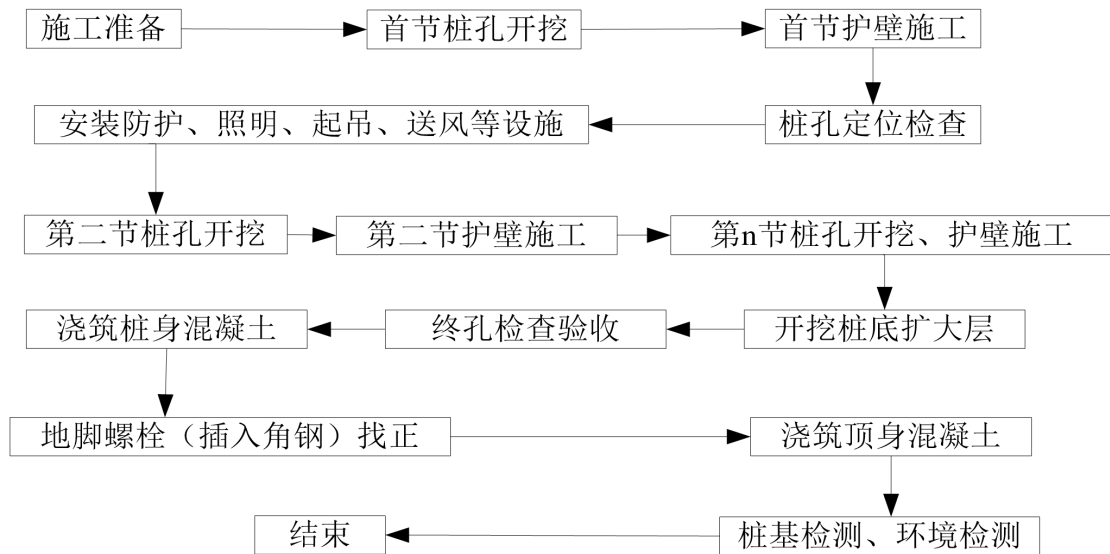 施工准备
首节桩孔开挖
首节护壁施工
桩孔定位检查
安装防护、照明、起吊、送风等设施
第二节桩孔开挖
第二节护壁施工
第n节桩孔开挖、护壁施工
开挖桩底扩大层
终孔检查验收
浇筑桩身混凝土
地脚螺栓（插入角钢）找正
浇筑顶身混凝土
桩基检测、环境检测
结束